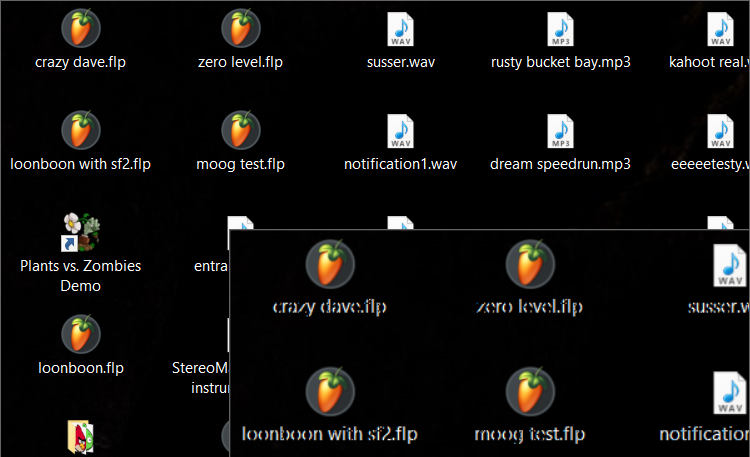 crazy dave.flp
zero level.flp
susser.wav
rusty bucket bay.mp3
kahoot real.
WAV
MP3
WAV
loonboon with sf2.flp
moog test.flp
notification1.wav
dream speedrun.mp3
eeeeetesty.w
WAV
MP3
WAV
Plants vs. Zombies
Demo
entra
loonboon.flp
StereoMa
instru
crazy dave.flp
zero level.flp
susser.w
WAV
loonboon with sf2.flp
moog test.flp
notification
WAV